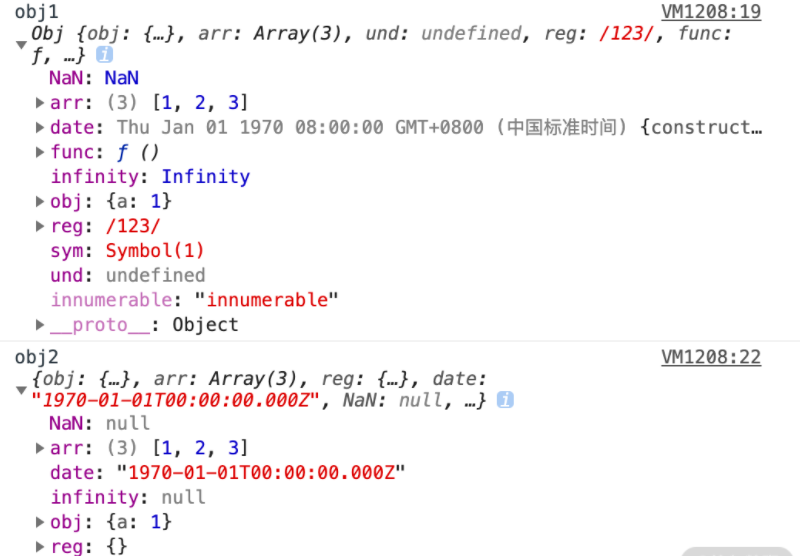 obj1 VM1208:19
Obj {obj: {…}, arr: Array(3), und: undefined, reg: /123/, func:
ƒ, …} i
NaN: NaN
arr: (3) [1, 2, 3]
date: Thu Jan 01 1970 08:00:00 GMT+0800 (中国标准时间) {construct…
func: ƒ ()
infinity: Infinity
obj: {a: 1}
reg: /123/
sym: Symbol(1)
und: undefined
innumerable: "innumerable"
__proto__: Object
obj2 VM1208:22
{obj: {…}, arr: Array(3), reg: {…}, date:
"1970-01-01T00:00:00.000Z", NaN: null, …} i
NaN: null
arr: (3) [1, 2, 3]
date: "1970-01-01T00:00:00.000Z"
infinity: null
obj: {a: 1}
reg: {}